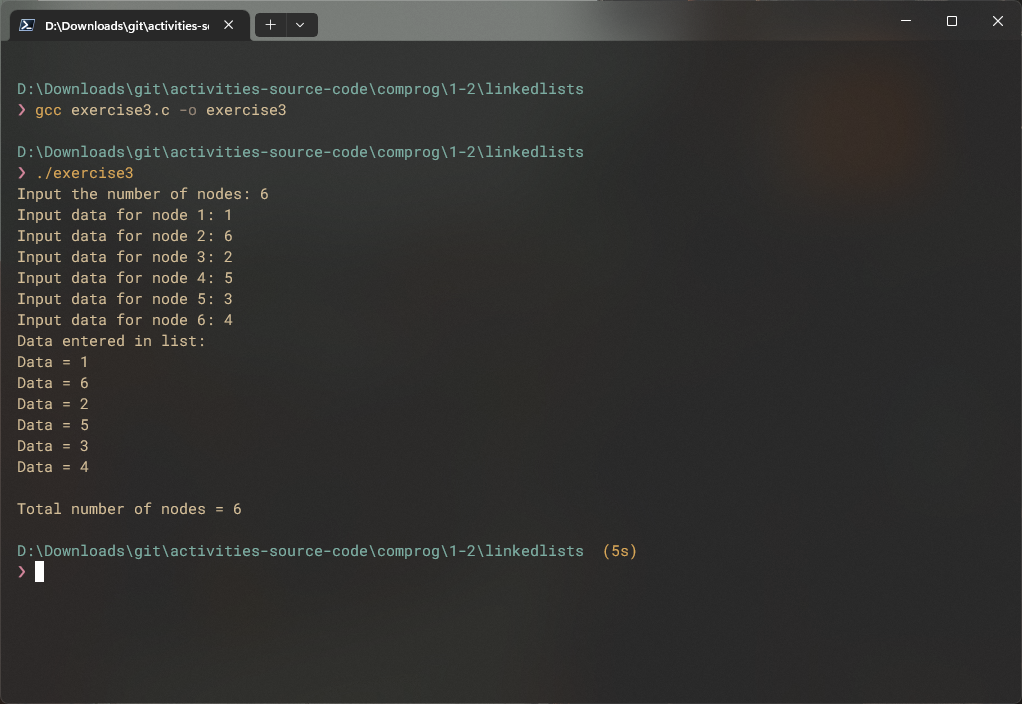 D:\Downloads\git\activities-s
D:\Downloads\git\activities-source-code\comprog\1-2\linkedlists
❯ gcc exercise3.c -o exercise3
D:\Downloads\git\activities-source-code\comprog\1-2\linkedlists
❯ ./exercise3
Input the number of nodes: 6
Input data for node 1: 1
Input data for node 2: 6
Input data for node 3: 2
Input data for node 4: 5
Input data for node 5: 3
Input data for node 6: 4
Data entered in list:
Data = 1
Data = 6
Data = 2
Data = 5
Data = 3
Data = 4
Total number of nodes = 6
D:\Downloads\git\activities-source-code\comprog\1-2\linkedlists (5s)
❯